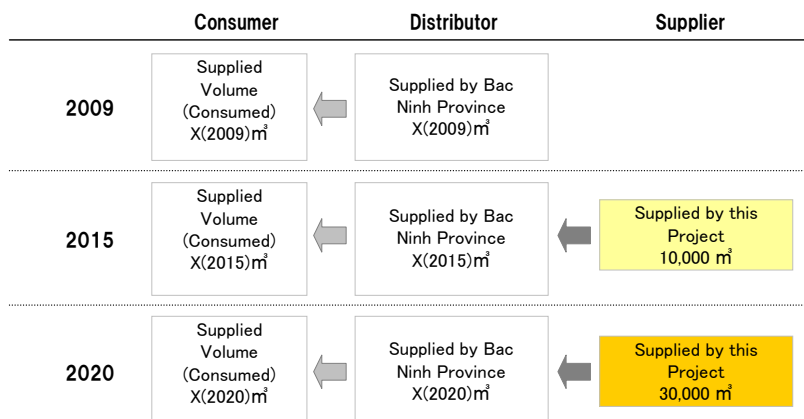 Consumer Distributor Supplier
2009
Supplied
Volume
(Consumed)
X(2009)㎥
Supplied by Bac
Ninh Province
X(2009)㎥
2015
Supplied
Volume
(Consumed)
X(2015)㎥
Supplied by Bac
Ninh Province
X(2015)㎥
Supplied by this
Project
10,000 ㎥
2020
Supplied
Volume
(Consumed)
X(2020)㎥
Supplied by Bac
Ninh Province
X(2020)㎥
Supplied by this
Project
30,000 ㎥